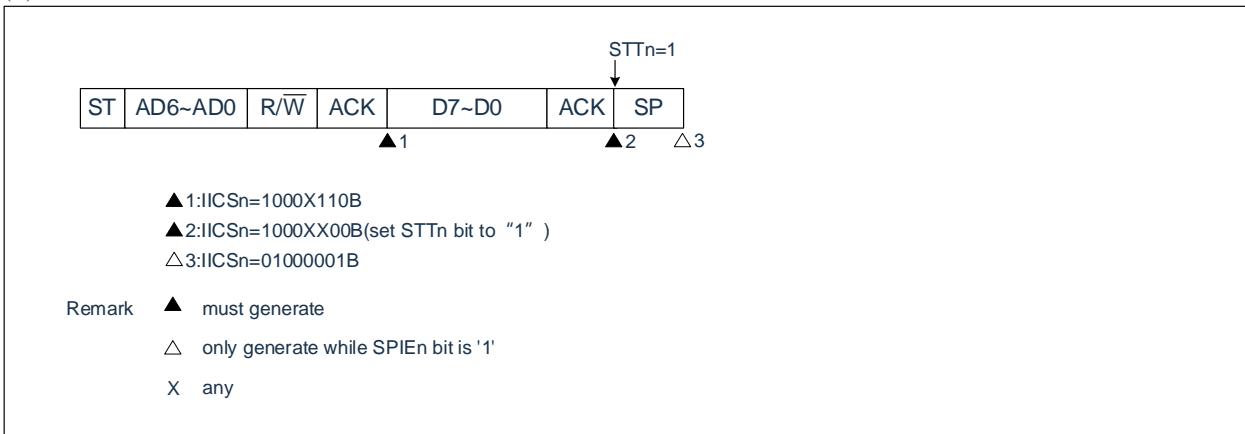 STTn=1
ST AD6~AD0 R/W̅ ACK D7~D0 ACK SP
▲1 ▲2 △3
▲1:IICSn=1000X110B
▲2:IICSn=1000XX00B(set STTn bit to “1” )
△3:IICSn=01000001B
Remark ▲ must generate
△ only generate while SPIEn bit is '1'
X any